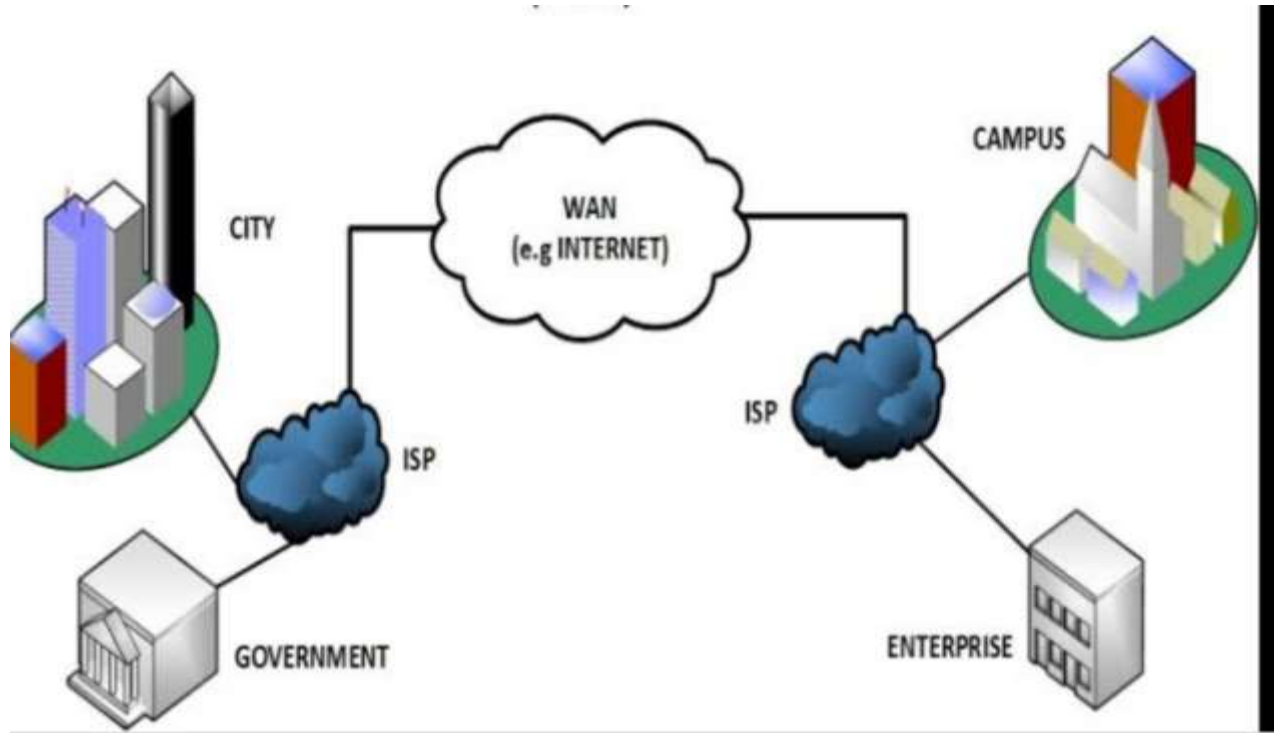 CITY
WAN
(e.g INTERNET)
CAMPUS
ISP
ISP
GOVERNMENT
ENTERPRISE